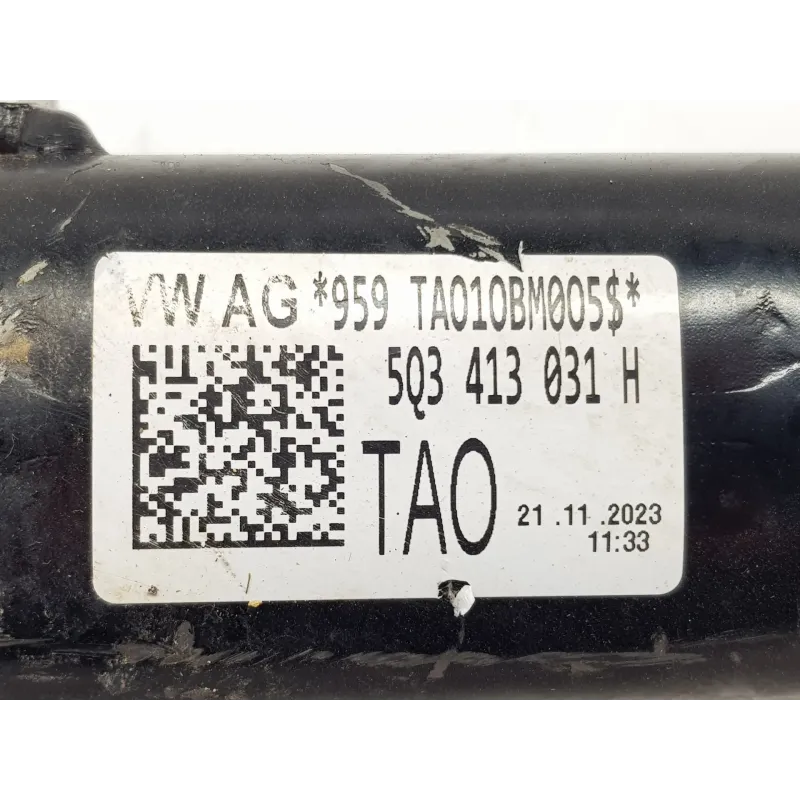 VW AG *959 TA010BM005$*
5Q3 413 031 H
TAO
21 .11 .2023
11:33